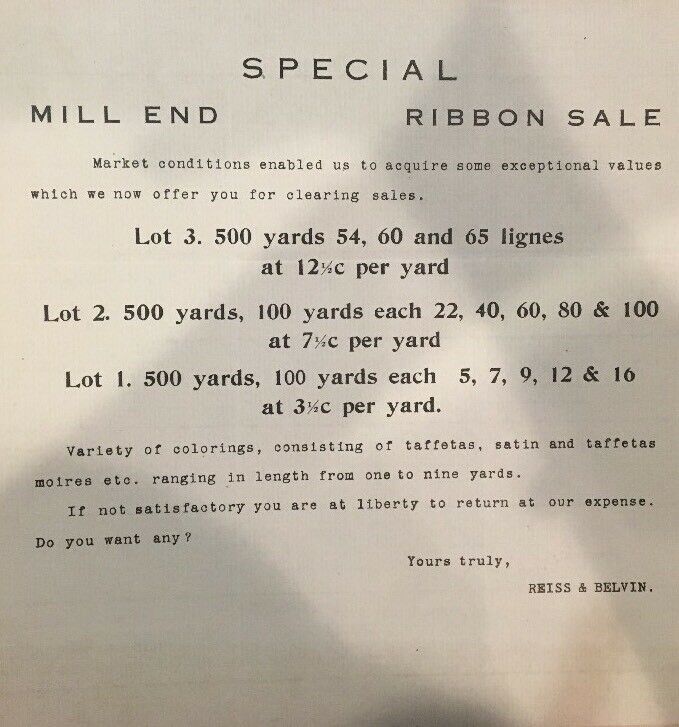 SPECIAL
MILL END RIBBON SALE
Market conditions enabled us to acquire some exceptional values
which we now offer you for clearing sales.
Lot 3. 500 yards 54, 60 and 65 lignes
at 12½c per yard
Lot 2. 500 yards, 100 yards each 22, 40, 60, 80 & 100
at 7½c per yard
Lot 1. 500 yards, 100 yards each 5, 7, 9, 12 & 16
at 3½c per yard.
Variety of colorings, consisting of taffetas, satin and taffetas
moires etc. ranging in length from one to nine yards.
If not satisfactory you are at liberty to return at our expense.
Do you want any?
Yours truly,
REISS & BELVIN.